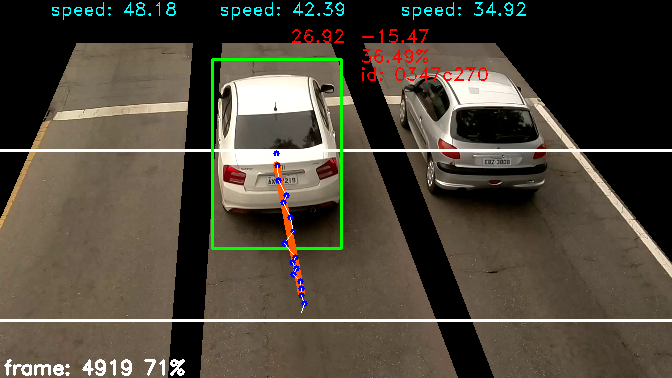 speed: 48.18 speed: 42.39 speed: 34.92
26.92 -15.47
36.49%
id: 0347c270
frame: 4919 71%